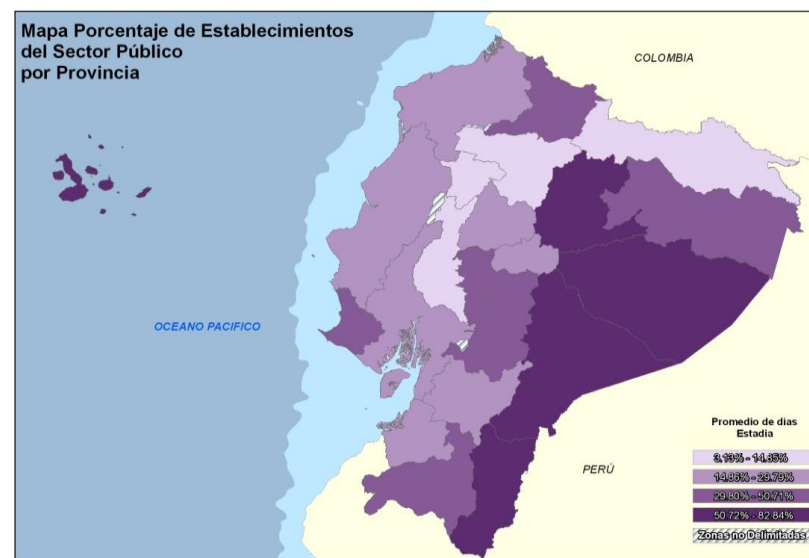 Mapa Porcentaje de Establecimientos
del Sector Público
por Provincia
COLOMBIA
OCEANO PACIFICO
PERÚ
Promedio de dias
Estadia
3.13% - 14.85%
14.86% - 29.79%
29.80% - 50.71%
50.72% - 82.84%
Zonas no Delimitadas